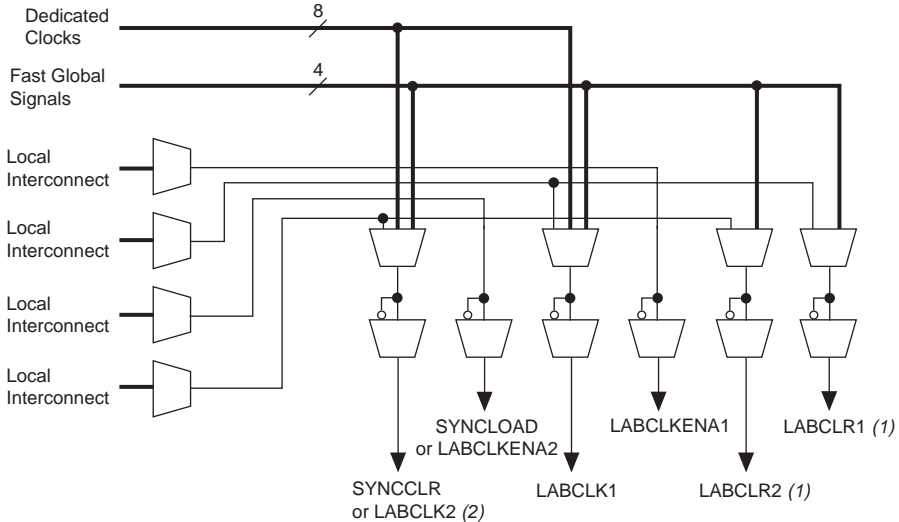 Dedicated
Clocks
8
Fast Global
Signals
4
Local
Interconnect
Local
Interconnect
Local
Interconnect
Local
Interconnect
SYNCLOAD
or LABCLKENA2
LABCLKENA1
LABCLR1 (1)
SYNCCLR
or LABCLK2 (2)
LABCLK1
LABCLR2 (1)